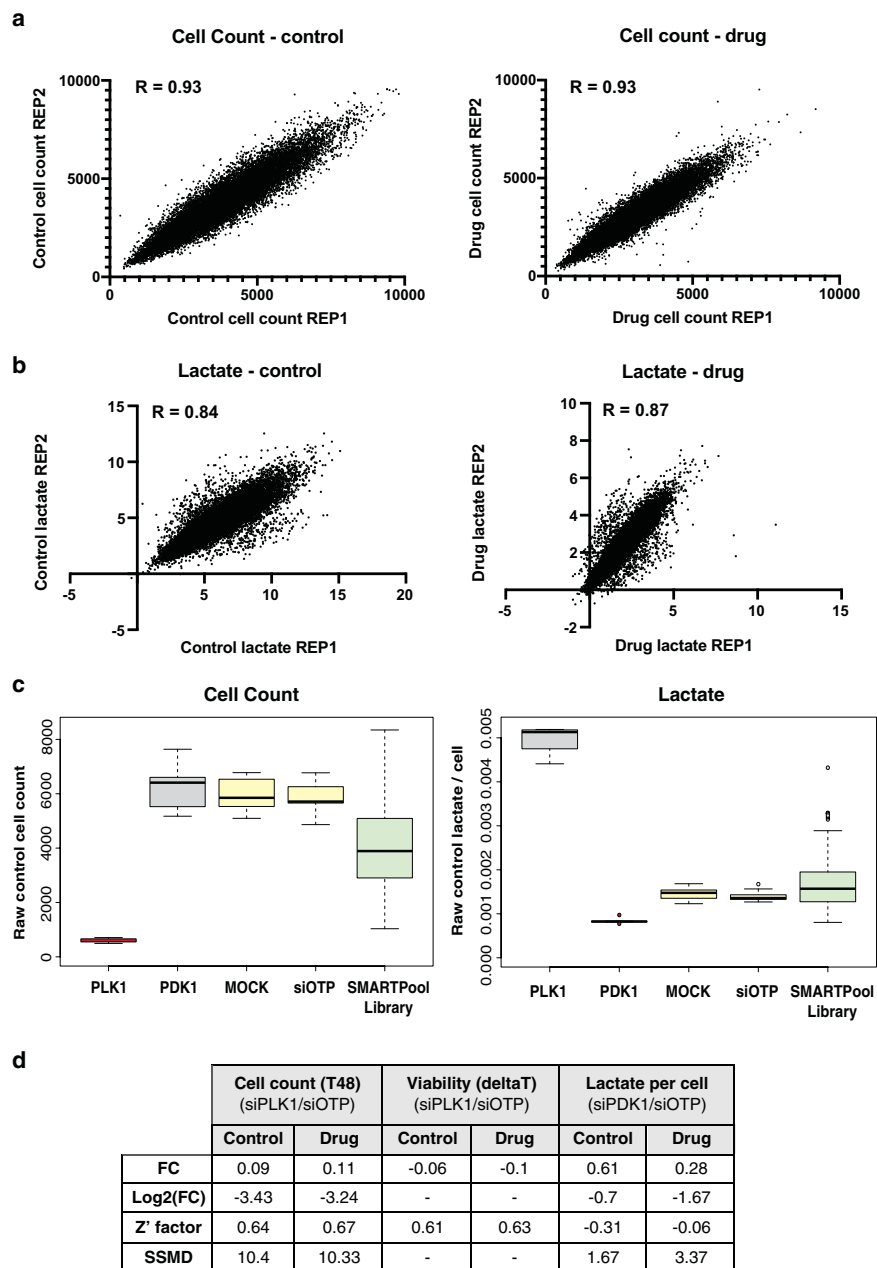 a
Cell Count - control
R = 0.93
Control cell count REP2
10000
5000
0
0
5000
10000
Control cell count REP1
Cell count - drug
R = 0.93
Drug cell count REP2
10000
5000
0
0
5000
10000
Drug cell count REP1
b
Lactate - control
R = 0.84
Control lactate REP2
15
10
5
-5
-5
5
10
15
20
Control lactate REP1
Lactate - drug
R = 0.87
Drug lactate REP2
10
8
6
4
2
-2
-5
5
10
15
Drug lactate REP1
c
Cell Count
Raw control cell count
8000
6000
4000
2000
0
PLK1 PDK1 MOCK siOTP SMARTPool
Library
Lactate
Raw control lactate / cell
0.005
0.004
0.003
0.002
0.001
0.000
PLK1 PDK1 MOCK siOTP SMARTPool
Library
d
Cell count (T48) Viability (deltaT) Lactate per cell
(siPLK1/siOTP) (siPLK1/siOTP) (siPDK1/siOTP)
Control Drug Control Drug Control Drug
FC 0.09 0.11 -0.06 -0.1 0.61 0.28
Log2(FC) -3.43 -3.24 - - -0.7 -1.67
Z' factor 0.64 0.67 0.61 0.63 -0.31 -0.06
SSMD 10.4 10.33 - - 1.67 3.37